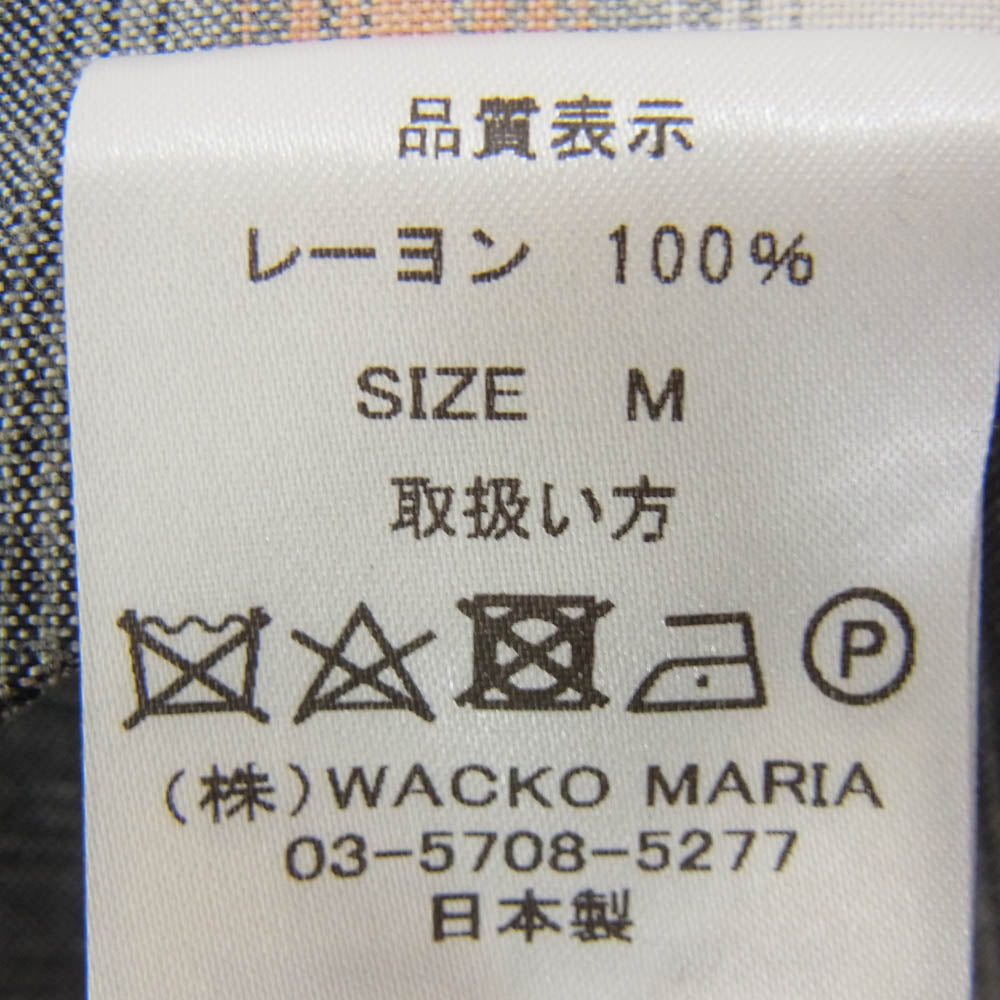 品質表示
レーヨン 100%
SIZE M
取扱い方
P
(株)WACKO MARIA
03-5708-5277
日本製